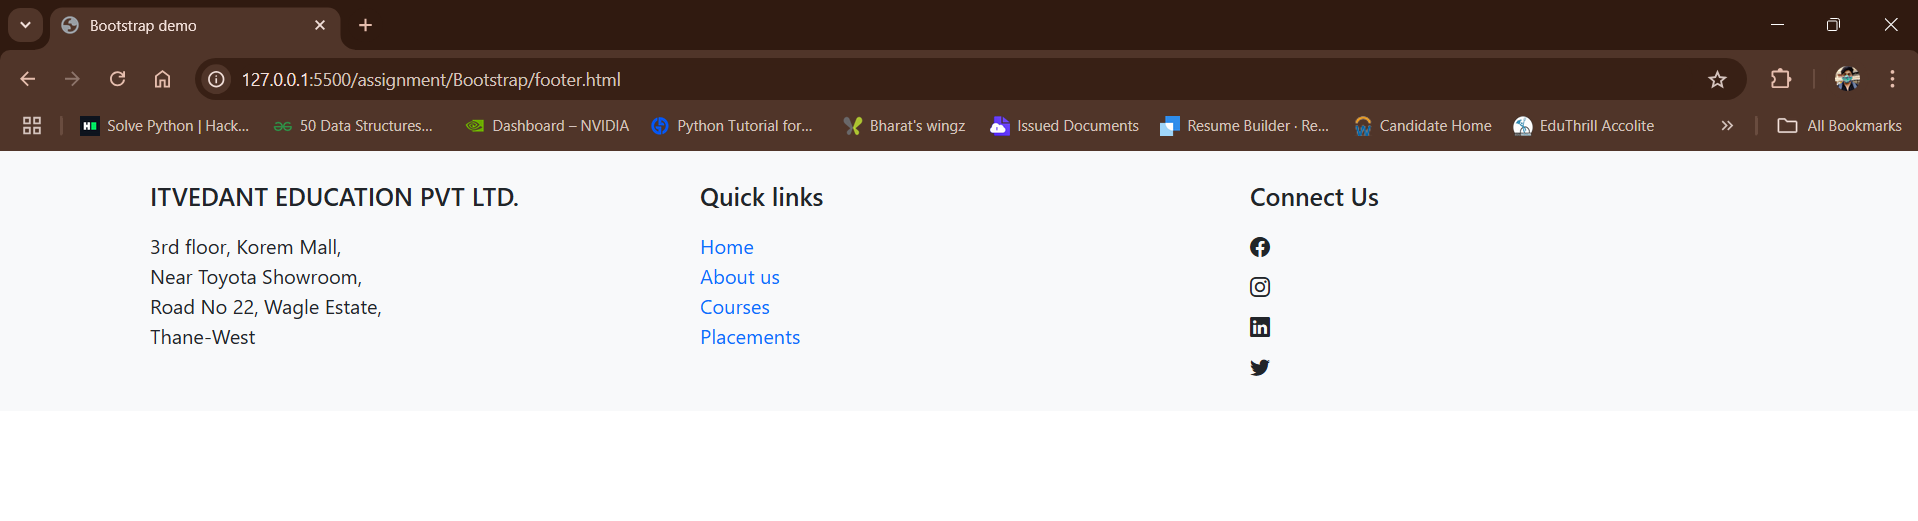 Bootstrap demo
127.0.0.1:5500/assignment/Bootstrap/footer.html
Solve Python | Hack... 50 Data Structures... Dashboard – NVIDIA Python Tutorial for... Bharat's wingz Issued Documents Resume Builder · Re... Candidate Home EduThrill Accolite All Bookmarks
ITVEDANT EDUCATION PVT LTD.
3rd floor, Korem Mall,
Near Toyota Showroom,
Road No 22, Wagle Estate,
Thane-West
Quick links
Home
About us
Courses
Placements
Connect Us